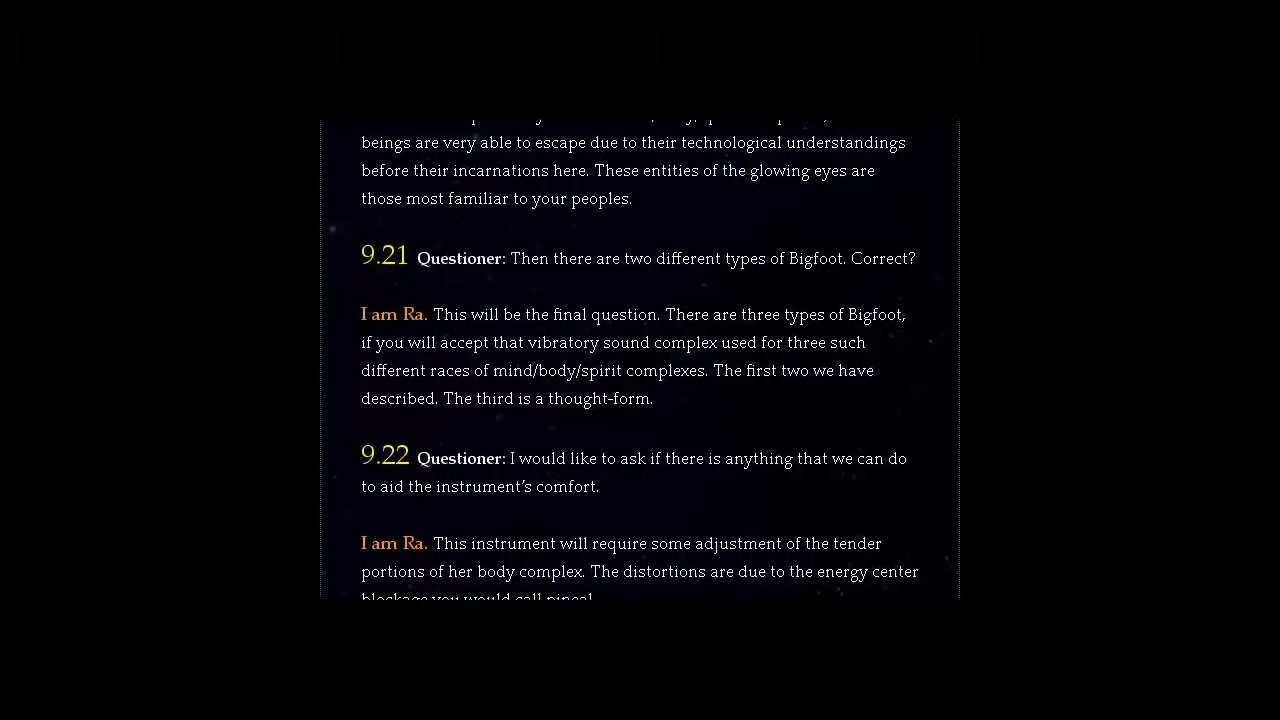 beings are very able to escape due to their technological understandings
before their incarnations here. These entities of the glowing eyes are
those most familiar to your peoples.
9.21 Questioner: Then there are two different types of Bigfoot. Correct?
I am Ra. This will be the final question. There are three types of Bigfoot,
if you will accept that vibratory sound complex used for three such
different races of mind/body/spirit complexes. The first two we have
described. The third is a thought-form.
9.22 Questioner: I would like to ask if there is anything that we can do
to aid the instrument’s comfort.
I am Ra. This instrument will require some adjustment of the tender
portions of her body complex. The distortions are due to the energy center
blockage you would call pineal